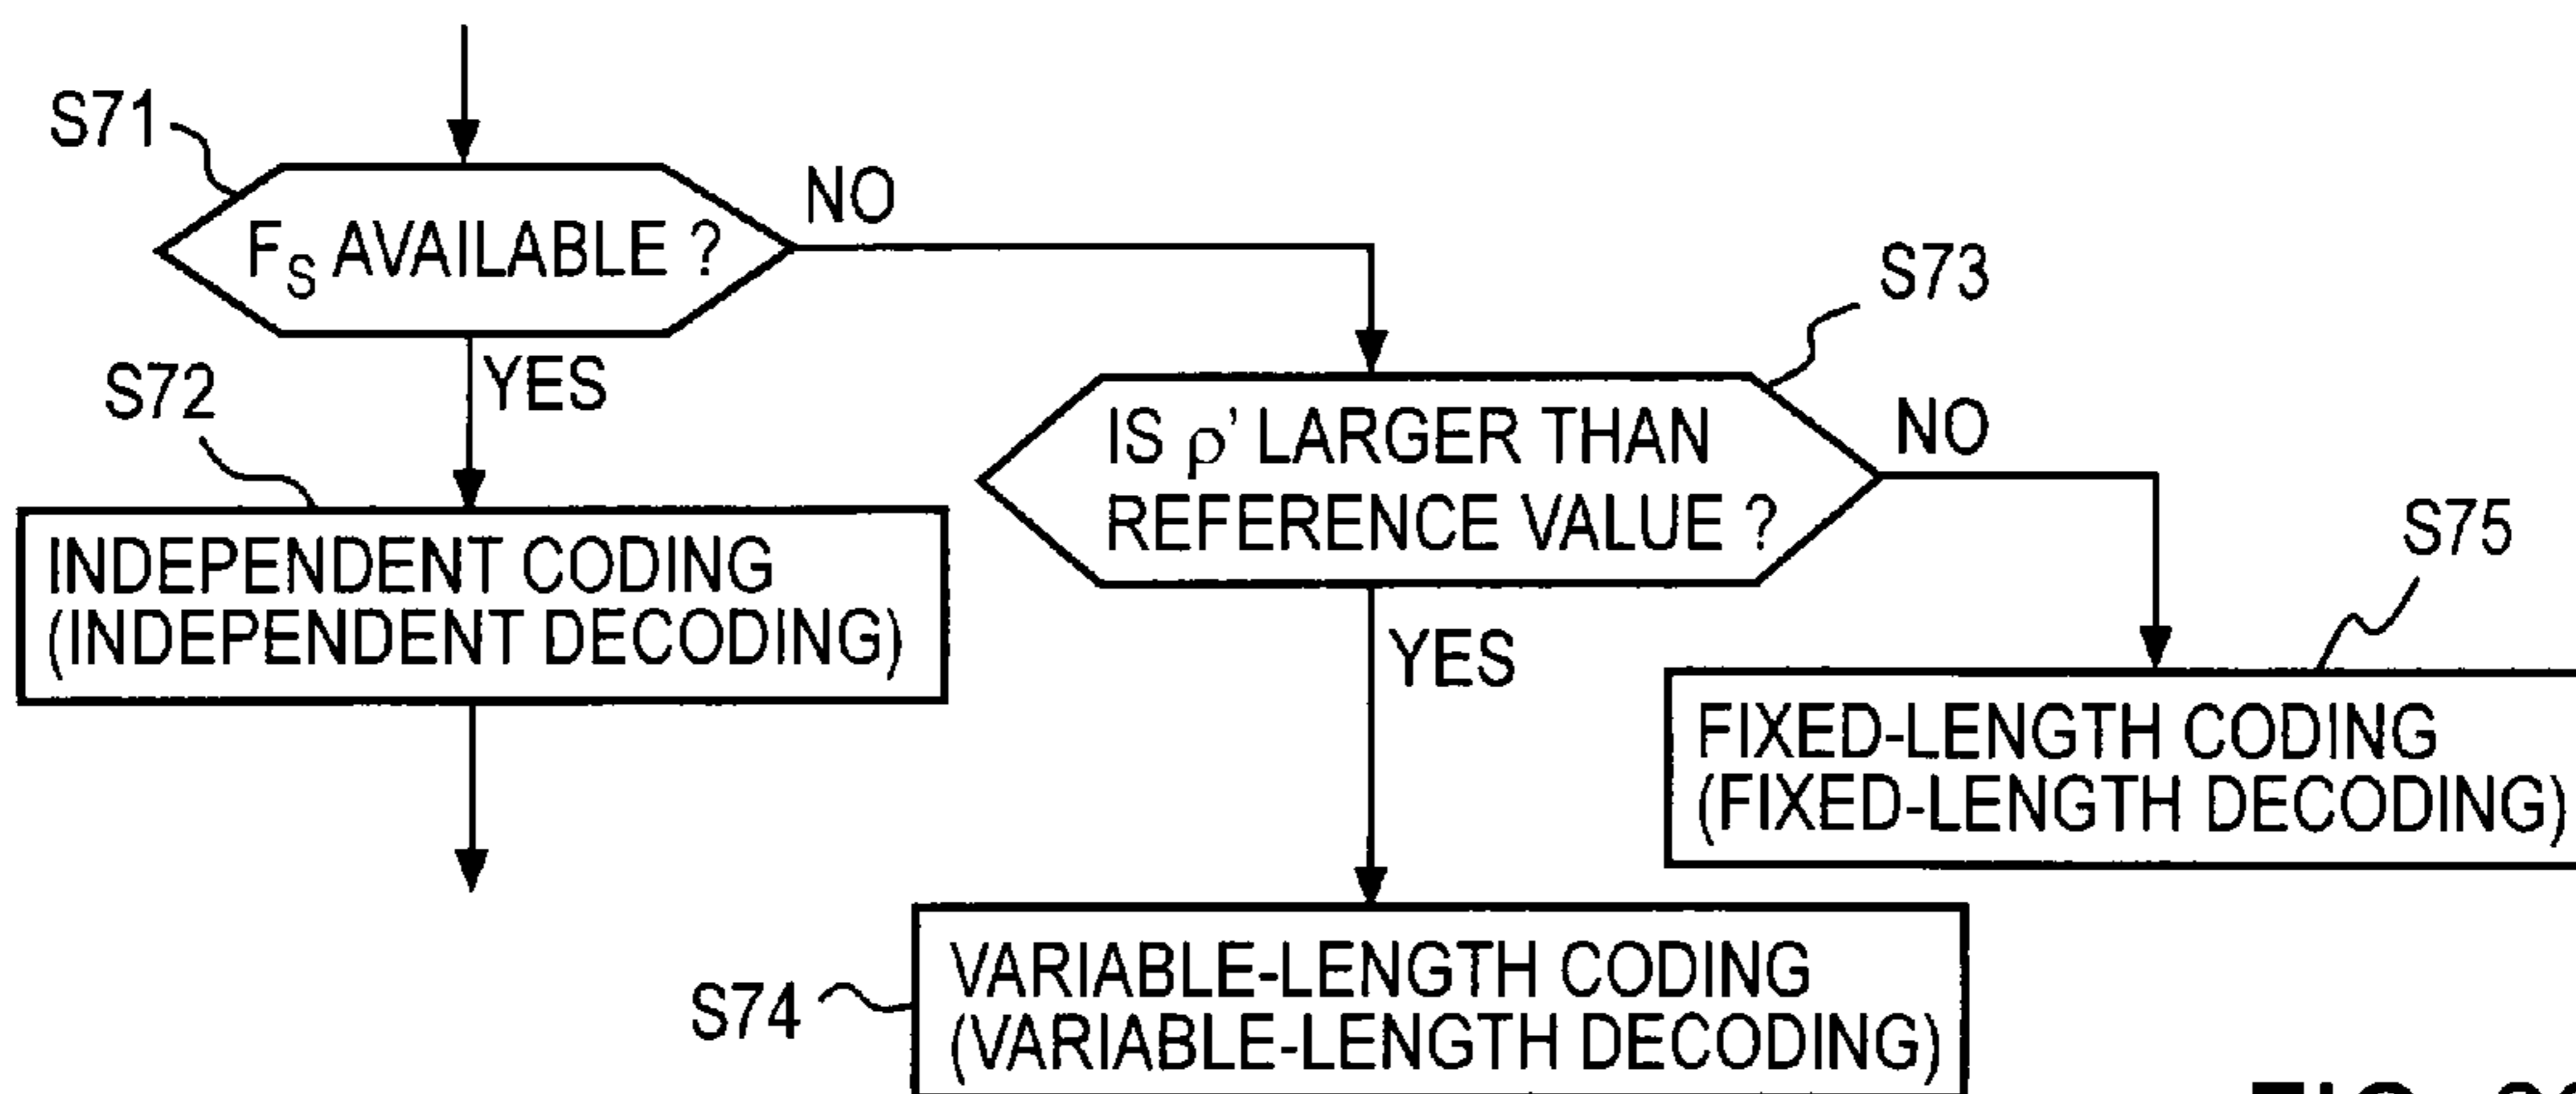 S71
F_S AVAILABLE ?
NO
YES
S72
INDEPENDENT CODING
(INDEPENDENT DECODING)
S73
IS ρ' LARGER THAN
REFERENCE VALUE ?
NO
YES
S75
FIXED-LENGTH CODING
(FIXED-LENGTH DECODING)
S74
VARIABLE-LENGTH CODING
(VARIABLE-LENGTH DECODING)